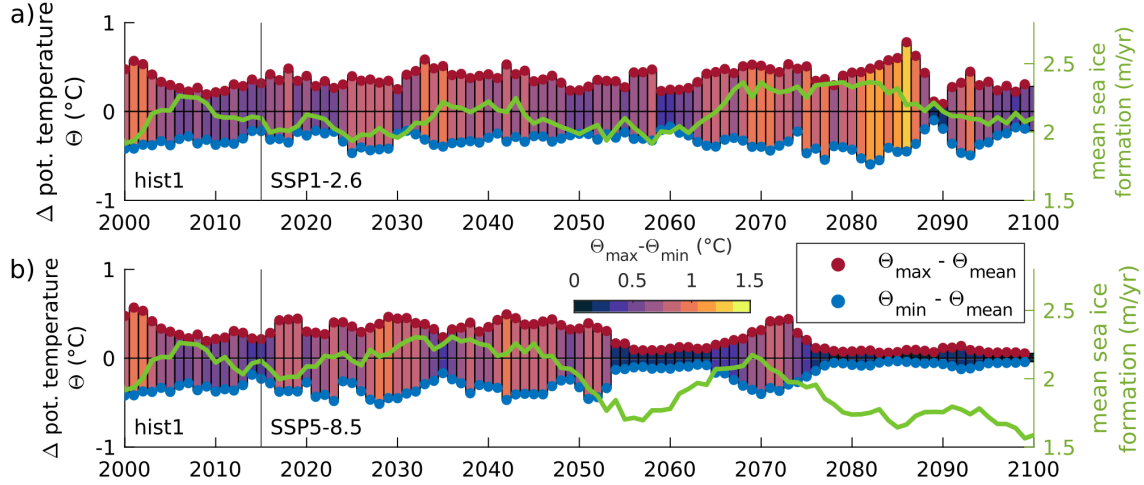 a)
Δ pot. temperature
Θ (°C)
1
0
-1
hist1
SSP1-2.6
2.5
2
1.5
mean sea ice
formation (m/yr)
2000 2010 2020 2030 2040 2050 2060 2070 2080 2090 2100
b)
Δ pot. temperature
Θ (°C)
1
0
-1
Θmax-Θmin (°C)
0 0.5 1 1.5
Θmax - Θmean
Θmin - Θmean
hist1
SSP5-8.5
2.5
2
1.5
mean sea ice
formation (m/yr)
2000 2010 2020 2030 2040 2050 2060 2070 2080 2090 2100